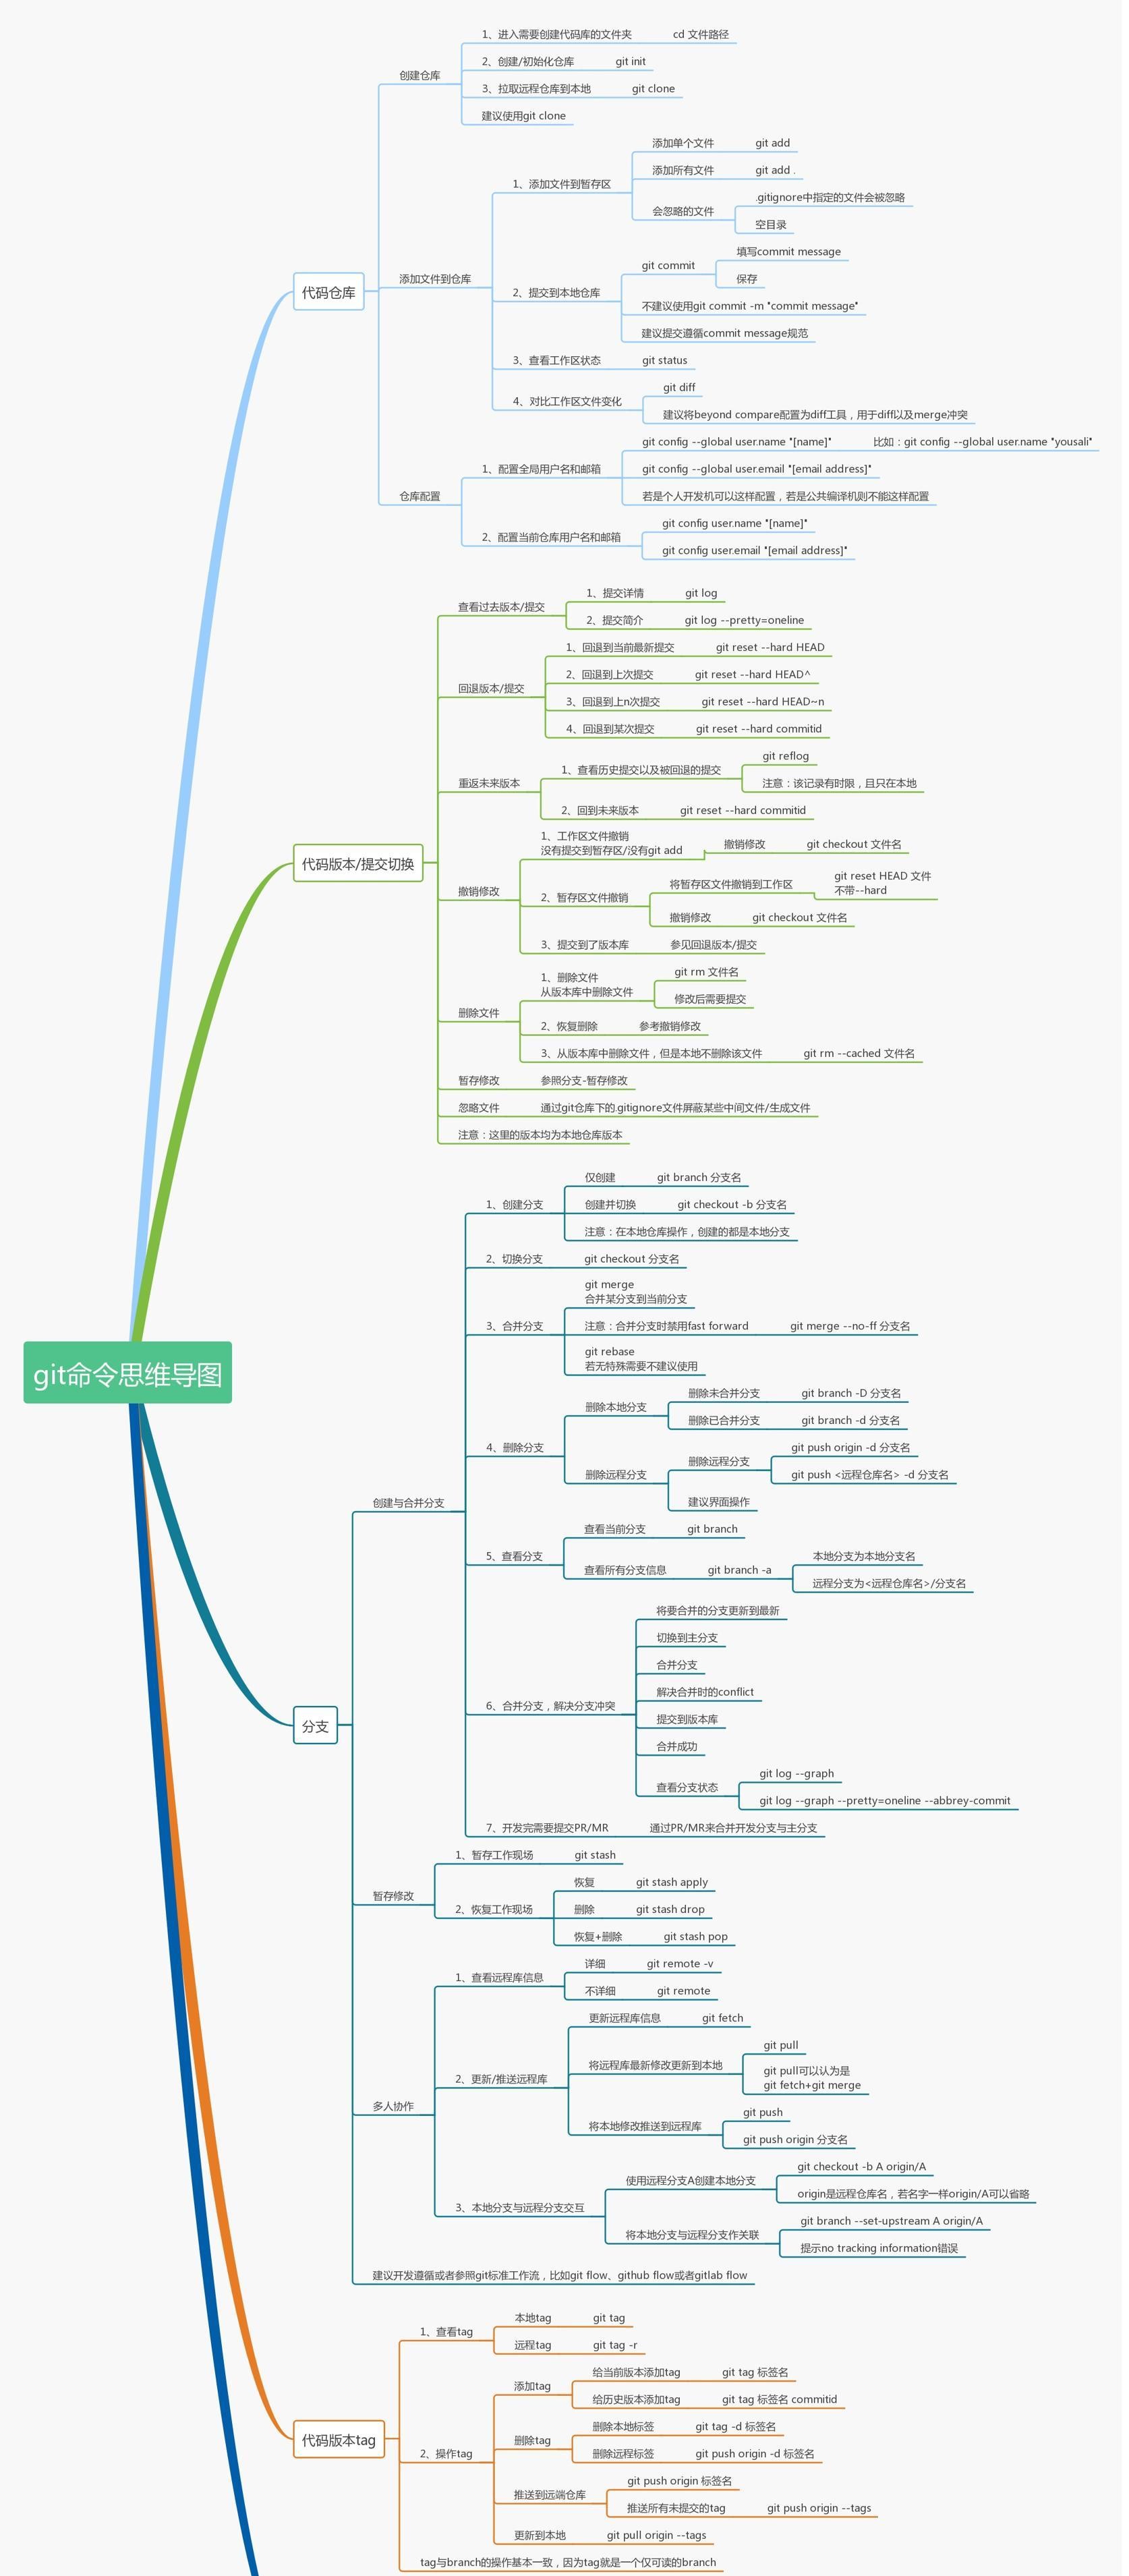 git命令思维导图
代码仓库
创建仓库
1、进入需要创建代码库的文件夹 cd 文件路径
2、创建/初始化仓库 git init
3、拉取远程仓库到本地 git clone
建议使用git clone
添加文件到仓库
1、添加文件到暂存区
添加单个文件 git add
添加所有文件 git add .
会忽略的文件
.gitignore中指定的文件会被忽略
空目录
2、提交到本地仓库
git commit
填写commit message
保存
不建议使用git commit -m "commit message"
建议提交遵循commit message规范
3、查看工作区状态 git status
4、对比工作区文件变化
git diff
建议将beyond compare配置为diff工具，用于diff以及merge冲突
仓库配置
1、配置全局用户名和邮箱
git config --global user.name "[name]" 比如：git config --global user.name "yousali"
git config --global user.email "[email address]"
若是个人开发机可以这样配置，若是公共编译机则不能这样配置
2、配置当前仓库用户名和邮箱
git config user.name "[name]"
git config user.email "[email address]"
代码版本/提交切换
查看过去版本/提交
1、提交详情 git log
2、提交简介 git log --pretty=oneline
回退版本/提交
1、回退到当前最新提交 git reset --hard HEAD
2、回退到上次提交 git reset --hard HEAD^
3、回退到上n次提交 git reset --hard HEAD~n
4、回退到某次提交 git reset --hard commitid
重返未来版本
1、查看历史提交以及被回退的提交
git reflog
注意：该记录有时限，且只在本地
2、回到未来版本 git reset --hard commitid
撤销修改
1、工作区文件撤销
没有提交到暂存区/没有git add
撤销修改 git checkout 文件名
2、暂存区文件撤销
将暂存区文件撤销到工作区
git reset HEAD 文件
不带--hard
撤销修改 git checkout 文件名
3、提交到了版本库 参见回退版本/提交
删除文件
1、删除文件
从版本库中删除文件
git rm 文件名
修改后需要提交
2、恢复删除 参考撤销修改
3、从版本库中删除文件，但是本地不删除该文件 git rm --cached 文件名
暂存修改 参照分支-暂存修改
忽略文件 通过git仓库下的.gitignore文件屏蔽某些中间文件/生成文件
注意：这里的版本均为本地仓库版本
分支
创建与合并分支
1、创建分支
仅创建 git branch 分支名
创建并切换 git checkout -b 分支名
注意：在本地仓库操作，创建的都是本地分支
2、切换分支 git checkout 分支名
3、合并分支
git merge
合并某分支到当前分支
注意：合并分支时禁用fast forward git merge --no-ff 分支名
git rebase
若无特殊需要不建议使用
4、删除分支
删除本地分支
删除未合并分支 git branch -D 分支名
删除已合并分支 git branch -d 分支名
删除远程分支
删除远程分支
git push origin -d 分支名
git push <远程仓库名> -d 分支名
建议界面操作
5、查看分支
查看当前分支 git branch
查看所有分支信息 git branch -a
本地分支为本地分支名
远程分支为<远程仓库名>/分支名
6、合并分支，解决分支冲突
将要合并的分支更新到最新
切换到主分支
合并分支
解决合并时的conflict
提交到版本库
合并成功
查看分支状态
git log --graph
git log --graph --pretty=oneline --abbrey-commit
7、开发完需要提交PR/MR 通过PR/MR来合并开发分支与主分支
暂存修改
1、暂存工作现场 git stash
2、恢复工作现场
恢复 git stash apply
删除 git stash drop
恢复+删除 git stash pop
多人协作
1、查看远程库信息
详细 git remote -v
不详细 git remote
2、更新/推送远程库
更新远程库信息 git fetch
将远程库最新修改更新到本地
git pull
git pull可以认为是
git fetch+git merge
将本地修改推送到远程库
git push
git push origin 分支名
3、本地分支与远程分支交互
使用远程分支A创建本地分支
git checkout -b A origin/A
origin是远程仓库名，若名字一样origin/A可以省略
将本地分支与远程分支作关联
git branch --set-upstream A origin/A
提示no tracking information错误
建议开发遵循或者参照git标准工作流，比如git flow、github flow或者gitlab flow
代码版本tag
1、查看tag
本地tag git tag
远程tag git tag -r
2、操作tag
添加tag
给当前版本添加tag git tag 标签名
给历史版本添加tag git tag 标签名 commitid
删除tag
删除本地标签 git tag -d 标签名
删除远程标签 git push origin -d 标签名
推送到远端仓库
git push origin 标签名
推送所有未提交的tag git push origin --tags
更新到本地 git pull origin --tags
tag与branch的操作基本一致，因为tag就是一个仅可读的branch